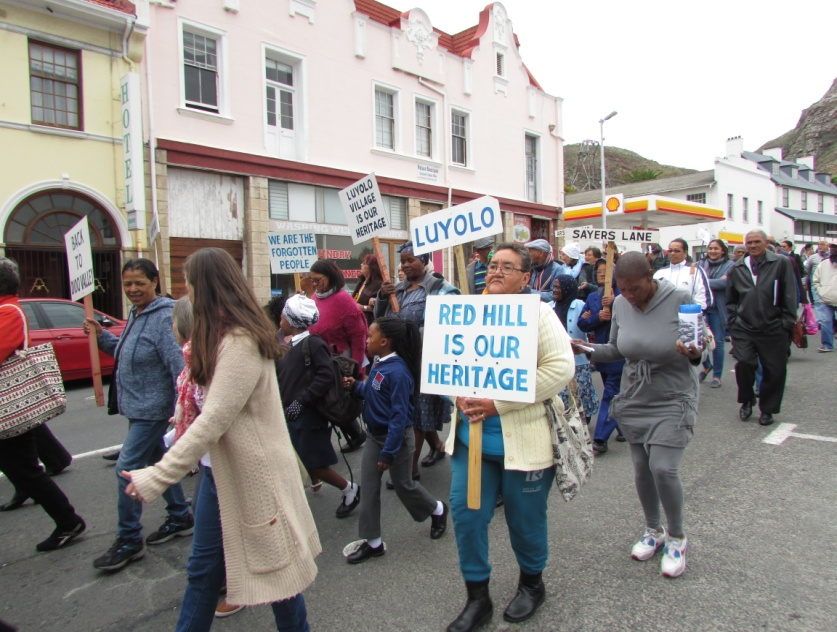 HOTEL
BACK
TO
WE ARE THE
FORGOTTEN
PEOPLE
LUYOLO
VILLAGE
IS OUR
HERITAGE
LUYOLO
SAYERS LANE
RED HILL
IS OUR
HERITAGE